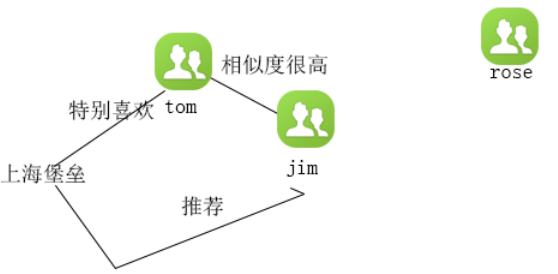 相似度很高
rose
特别喜欢
tom
jim
上海堡垒
推荐